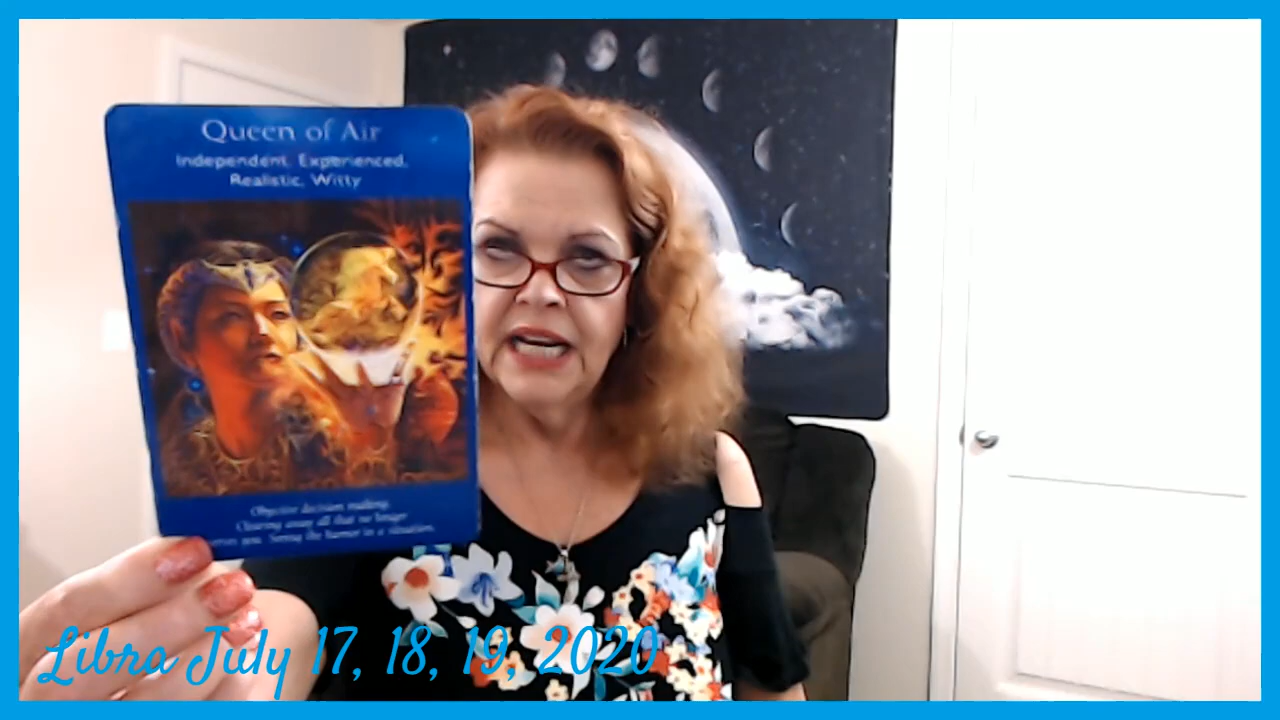 Queen of Air
Independent. Experienced.
Realistic. Witty
Objective decision making.
Clearing away all that no longer
serves you. Seeing the humor in a situation.
Libra July 17, 18, 19, 2020